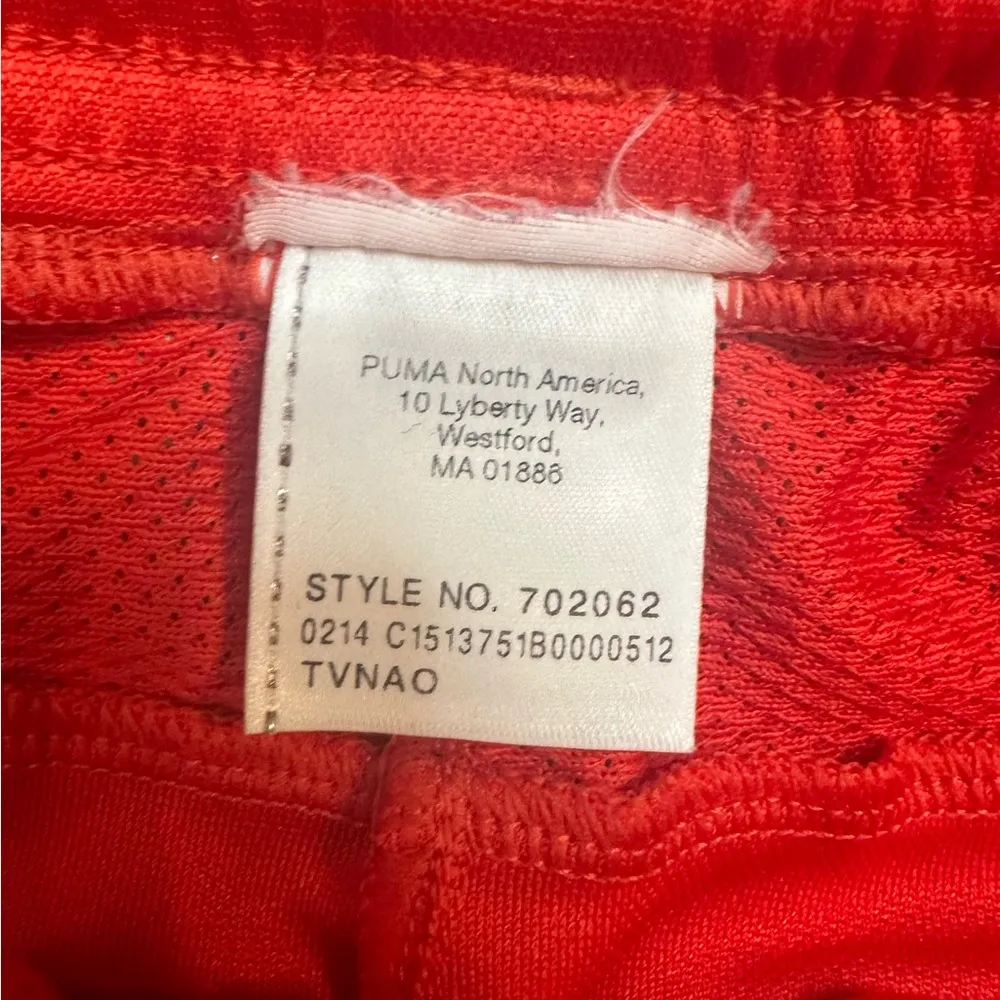 PUMA North America,
10 Lyberty Way,
Westford,
MA 01886
STYLE NO. 702062
0214 C1513751B0000512
TVNAO